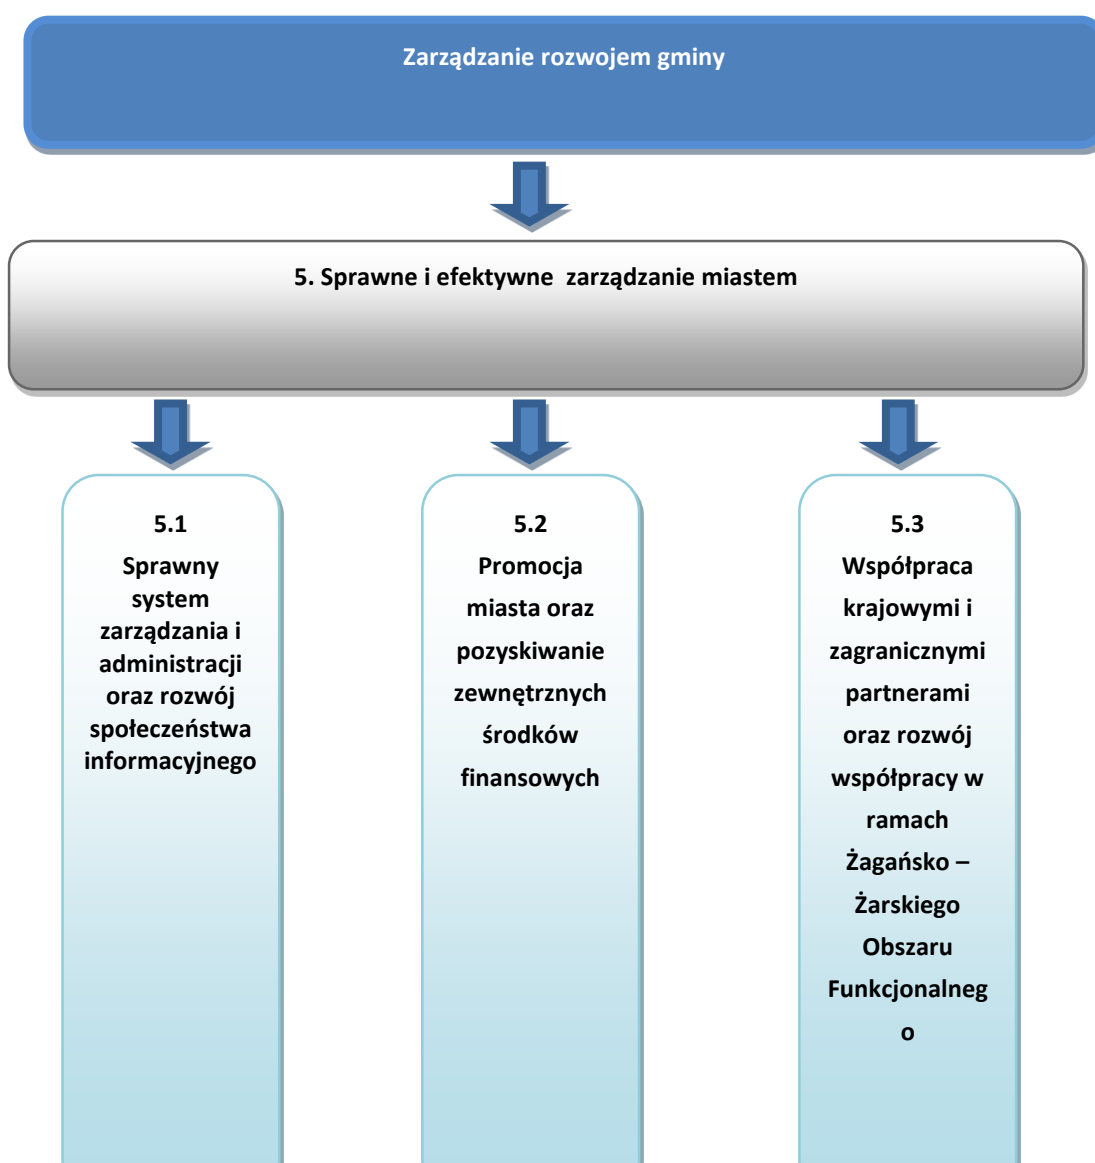 Zarządzanie rozwojem gminy
5. Sprawne i efektywne  zarządzanie miastem
5.1
Sprawny
system
zarządzania i
administracji
oraz rozwój
społeczeństwa
informacyjnego
5.2
Promocja
miasta oraz
pozyskiwanie
zewnętrznych
środków
finansowych
5.3
Współpraca
krajowymi i
zagranicznymi
partnerami
oraz rozwój
współpracy w
ramach
Żagańsko –
Żarskiego
Obszaru
Funkcjonalneg
o